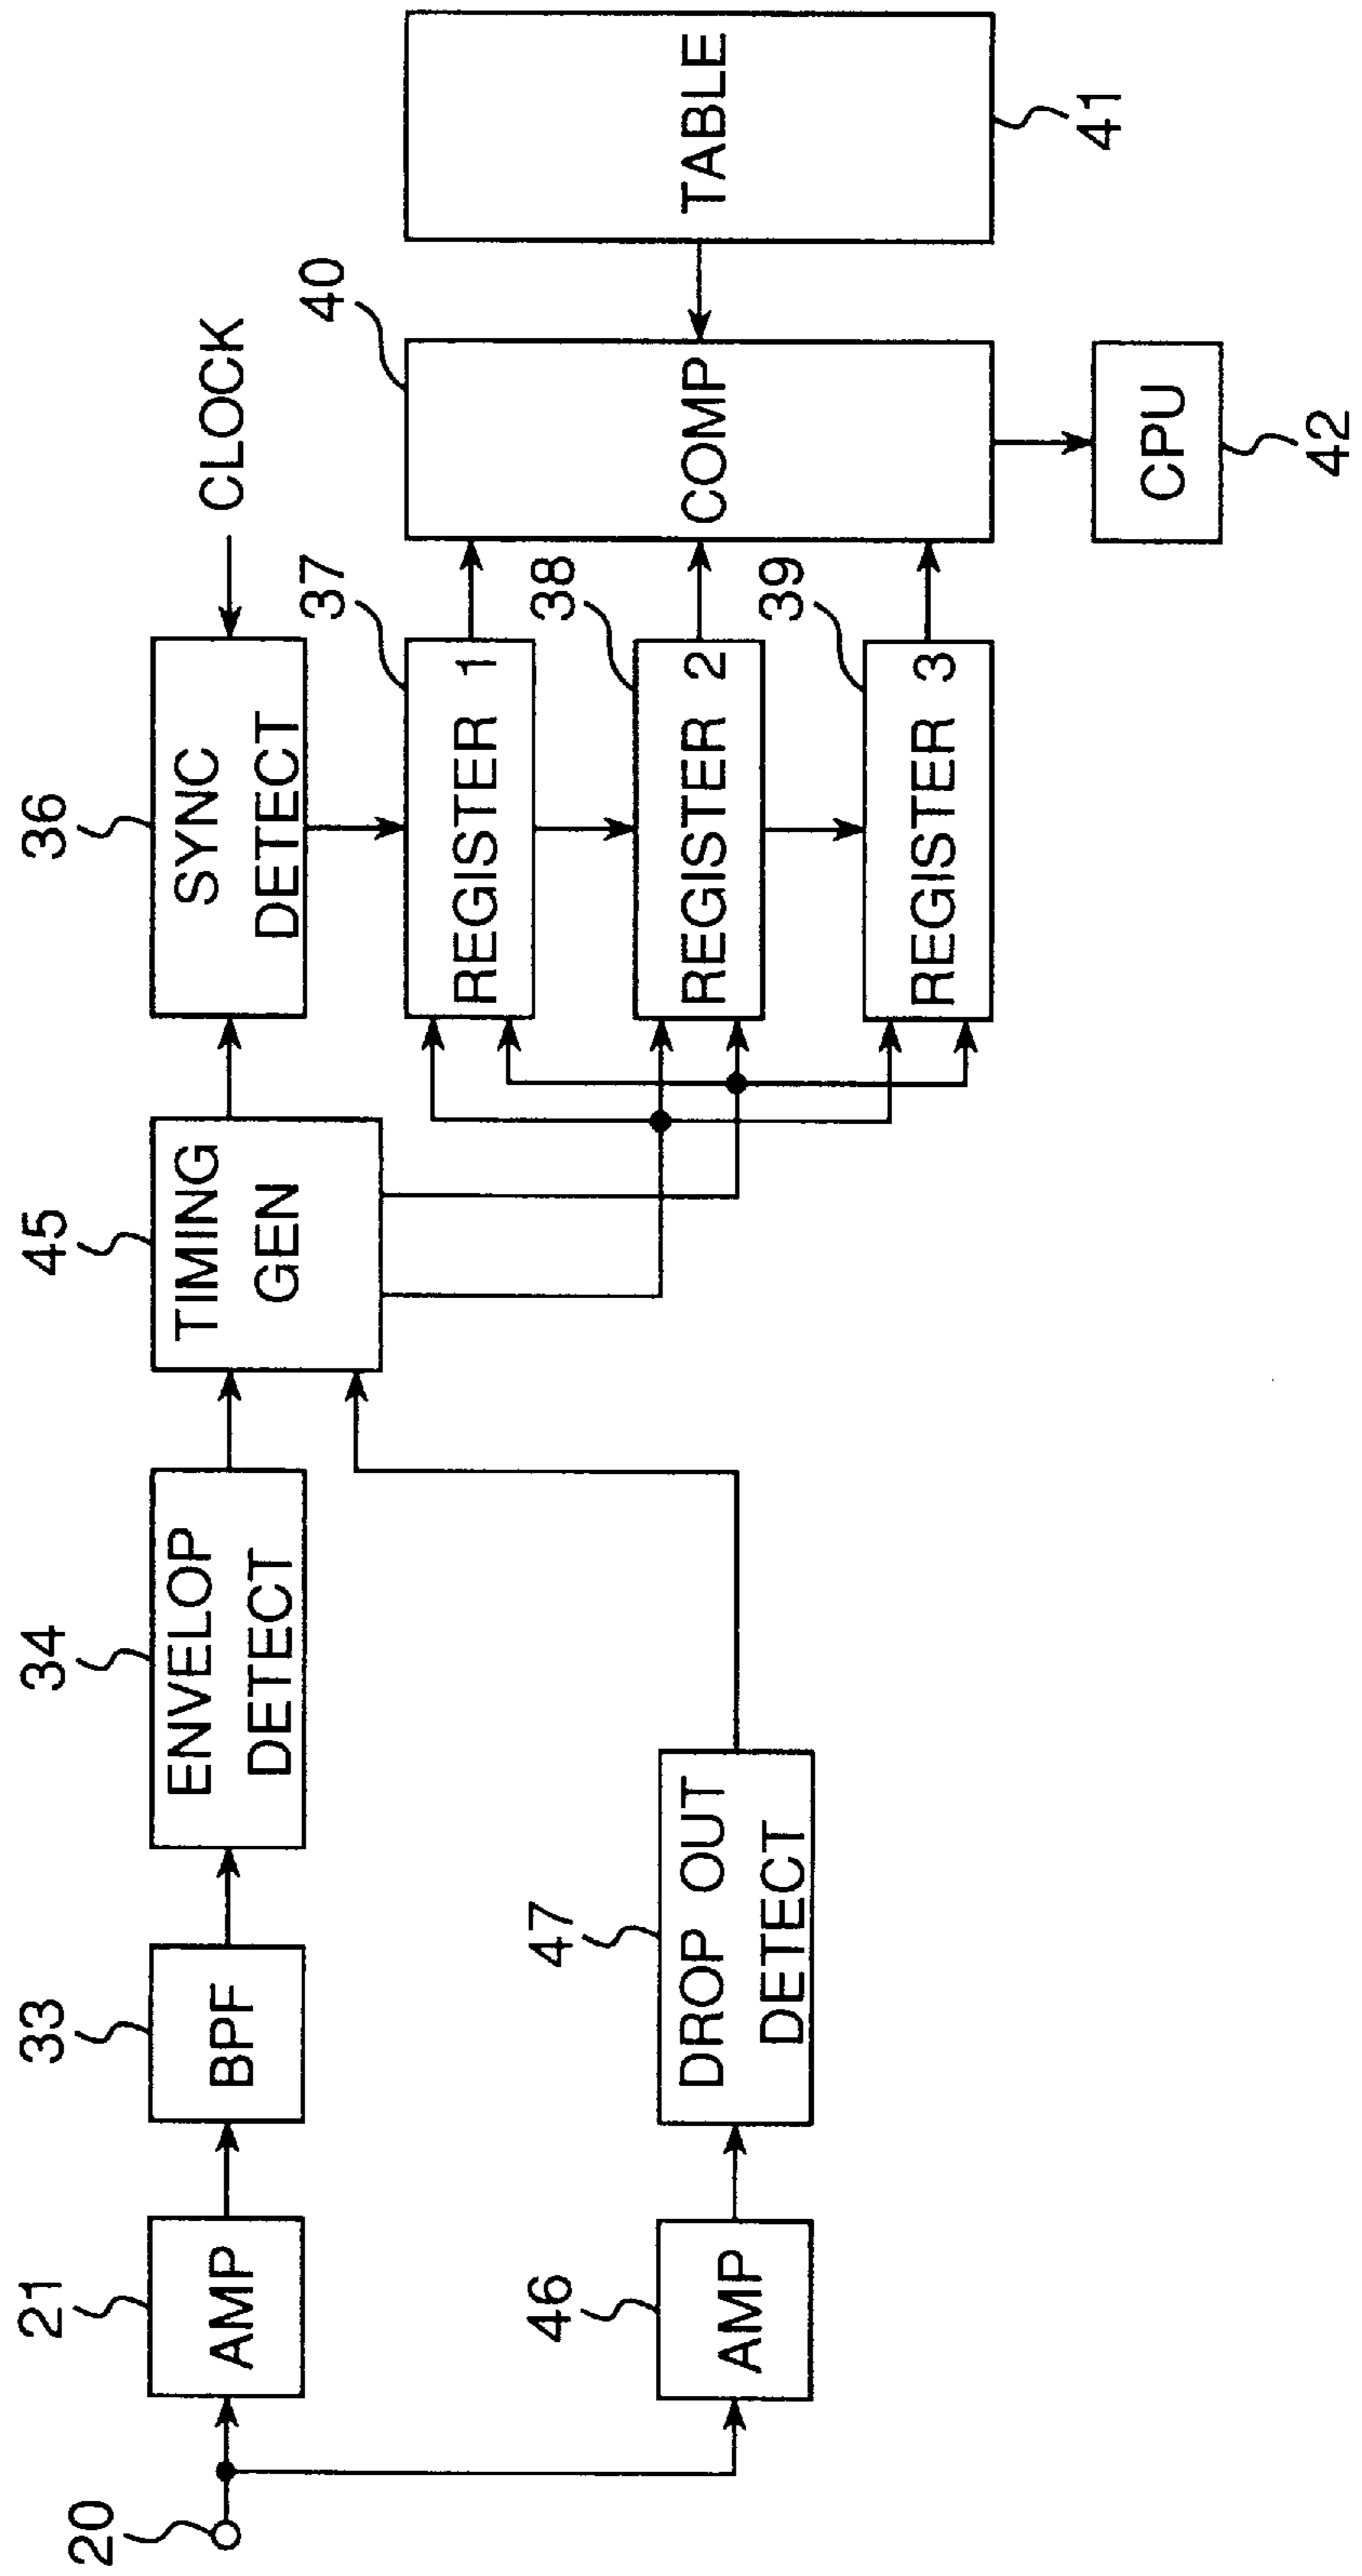 20
21
AMP
33
BPF
34
ENVELOP
DETECT
45
TIMING
GEN
36
SYNC
DETECT
CLOCK
46
AMP
47
DROP OUT
DETECT
37
REGISTER 1
38
REGISTER 2
39
REGISTER 3
40
COMP
TABLE
41
CPU
42